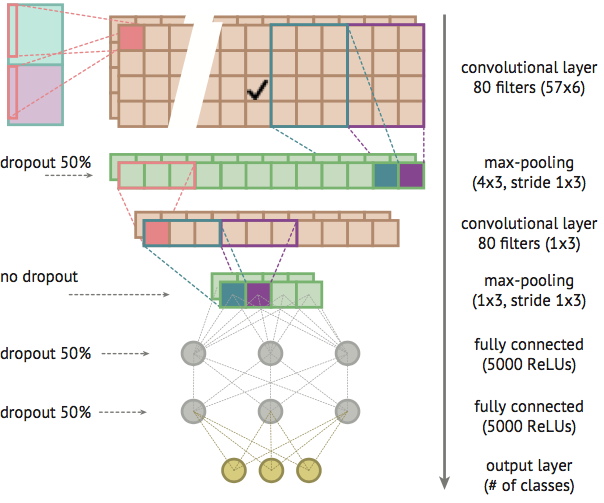 convolutional layer
80 filters (57x6)
dropout 50%
max-pooling
(4x3, stride 1x3)
convolutional layer
80 filters (1x3)
no dropout
max-pooling
(1x3, stride 1x3)
dropout 50%
fully connected
(5000 ReLUs)
dropout 50%
fully connected
(5000 ReLUs)
output layer
(# of classes)